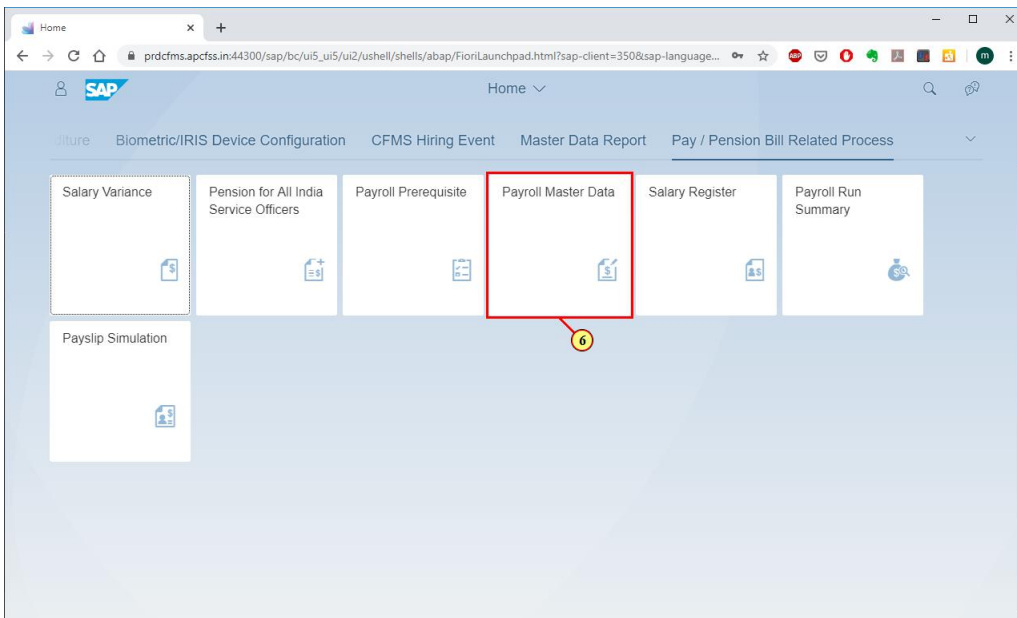 Home
prdcfms.apcfss.in:44300/sap/bc/ui5_ui5/ui2/ushell/shells/abap/FioriLaunchpad.html?sap-client=350&sap-language...
ABP
m
SAP
Home
diture Biometric/IRIS Device Configuration CFMS Hiring Event Master Data Report Pay / Pension Bill Related Process
Salary Variance
Pension for All India
Service Officers
Payroll Prerequisite
Payroll Master Data
Salary Register
Payroll Run
Summary
6
Payslip Simulation